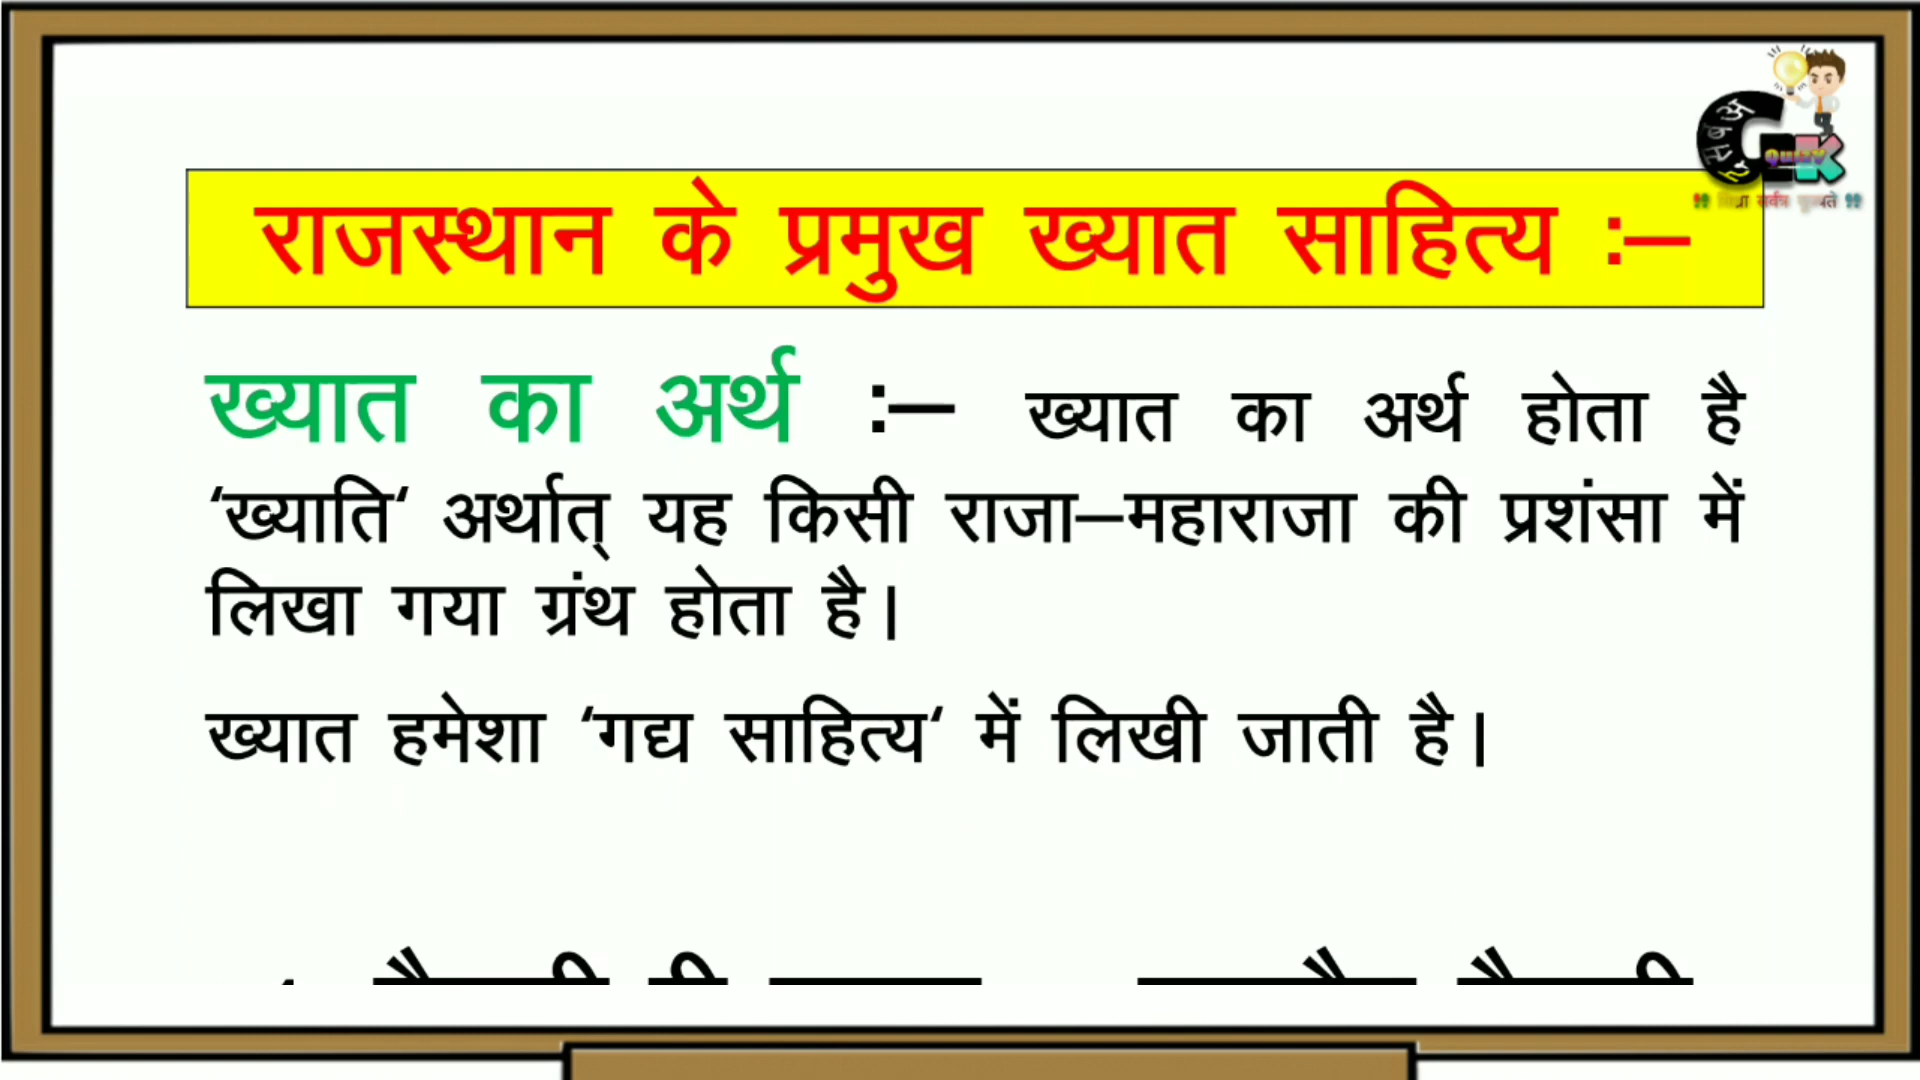 राजस्थान के प्रमुख ख्यात साहित्य :–
ख्यात का अर्थ :– ख्यात का अर्थ होता है
‘ख्याति‘ अर्थात् यह किसी राजा–महाराजा की प्रशंसा में
लिखा गया ग्रंथ होता है।
ख्यात हमेशा ‘गद्य साहित्य‘ में लिखी जाती है।